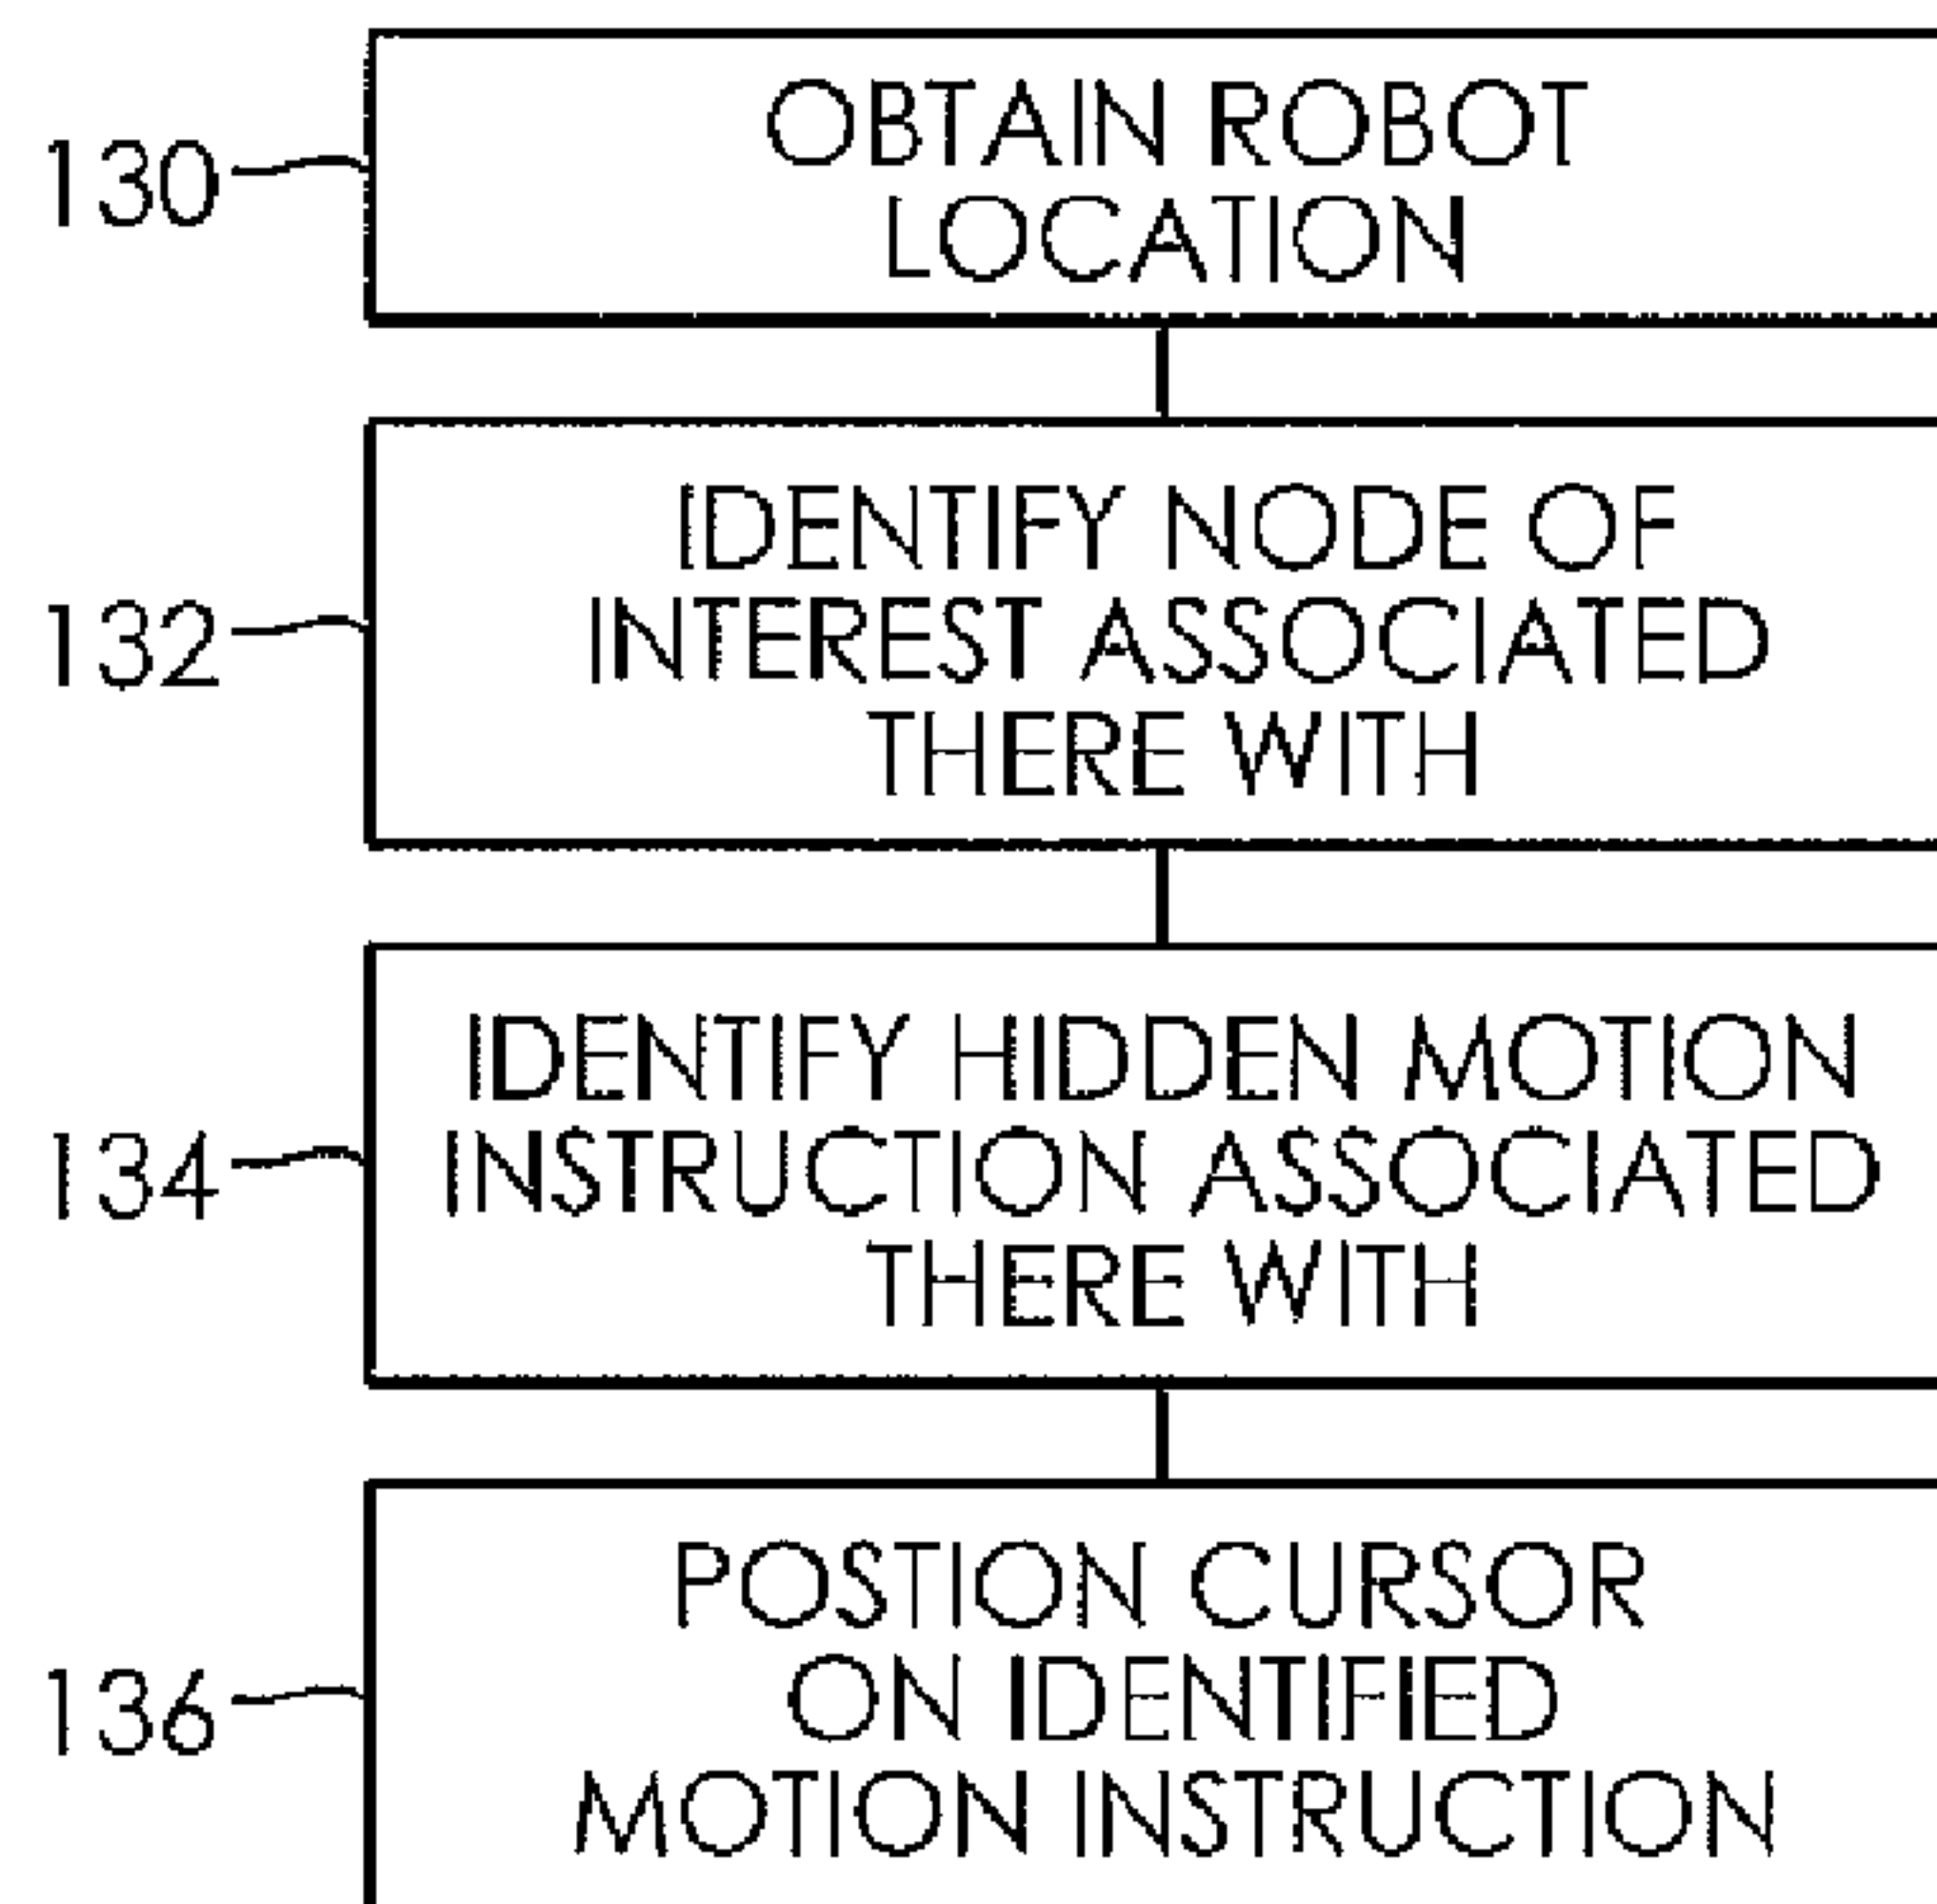 130
OBTAIN ROBOT
LOCATION
132
IDENTIFY NODE OF
INTEREST ASSOCIATED
THERE WITH
134
IDENTIFY HIDDEN MOTION
INSTRUCTION ASSOCIATED
THERE WITH
136
POSTION CURSOR
ON IDENTIFIED
MOTION INSTRUCTION